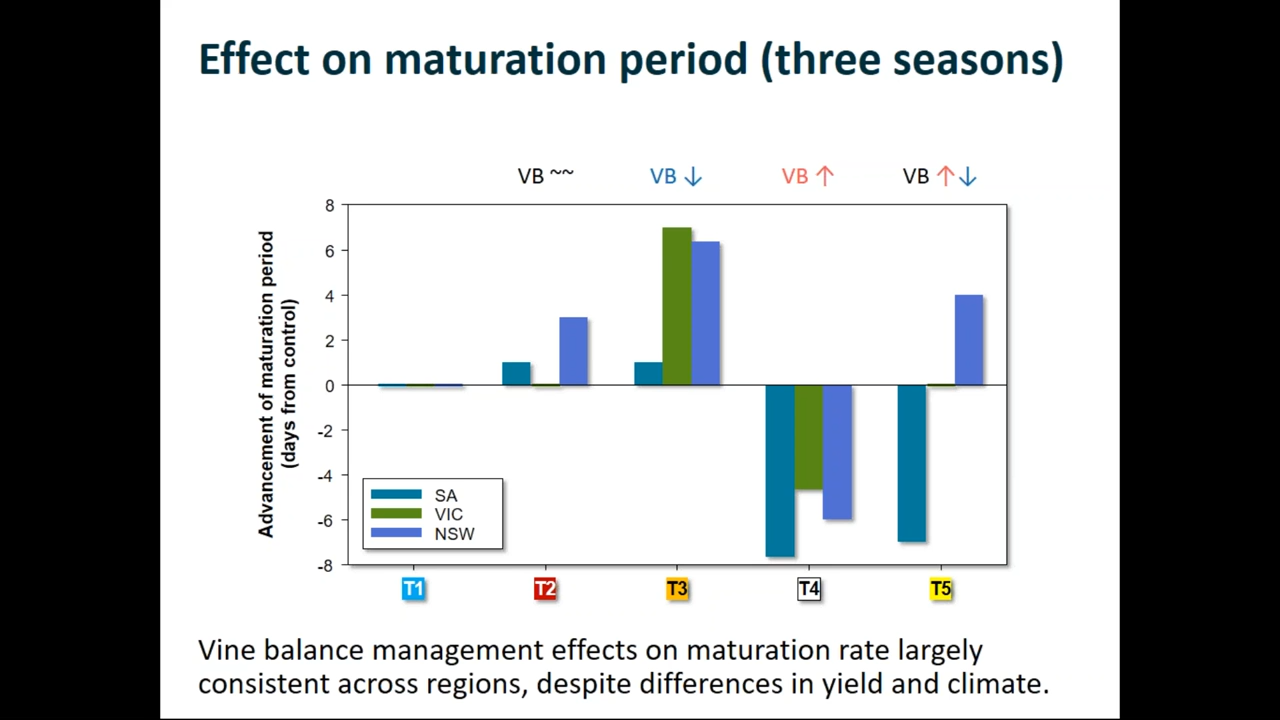 Effect on maturation period (three seasons)
VB ~~ VB ↓ VB ↑ VB ↑↓
Advancement of maturation period
(days from control)
8
6
4
2
0
-2
-4
-6
-8
SA
VIC
NSW
T1 T2 T3 T4 T5
Vine balance management effects on maturation rate largely
consistent across regions, despite differences in yield and climate.